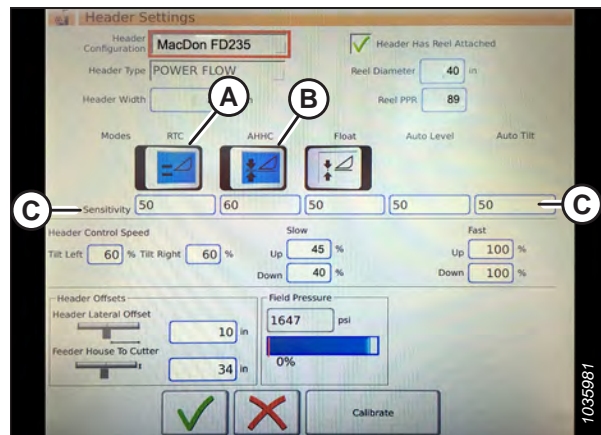 Header Settings
Header Configuration MacDon FD235
Header Has Reel Attached
Header Type POWER FLOW
Reel Diameter 40 in
Header Width
Reel PPR 89
A
B
Modes RTC AHHC Float Auto Level Auto Tilt
C Sensitivity 50 60 50 50 50 C
Header Control Speed
Slow
Fast
Tilt Left 60 % Tilt Right 60 %
Up 45 %
Up 100 %
Down 40 %
Down 100 %
Header Offsets
Field Pressure
Header Lateral Offset
10 in
1647 psi
Feeder House To Cutter
34 in
0%
Calibrate
1035981